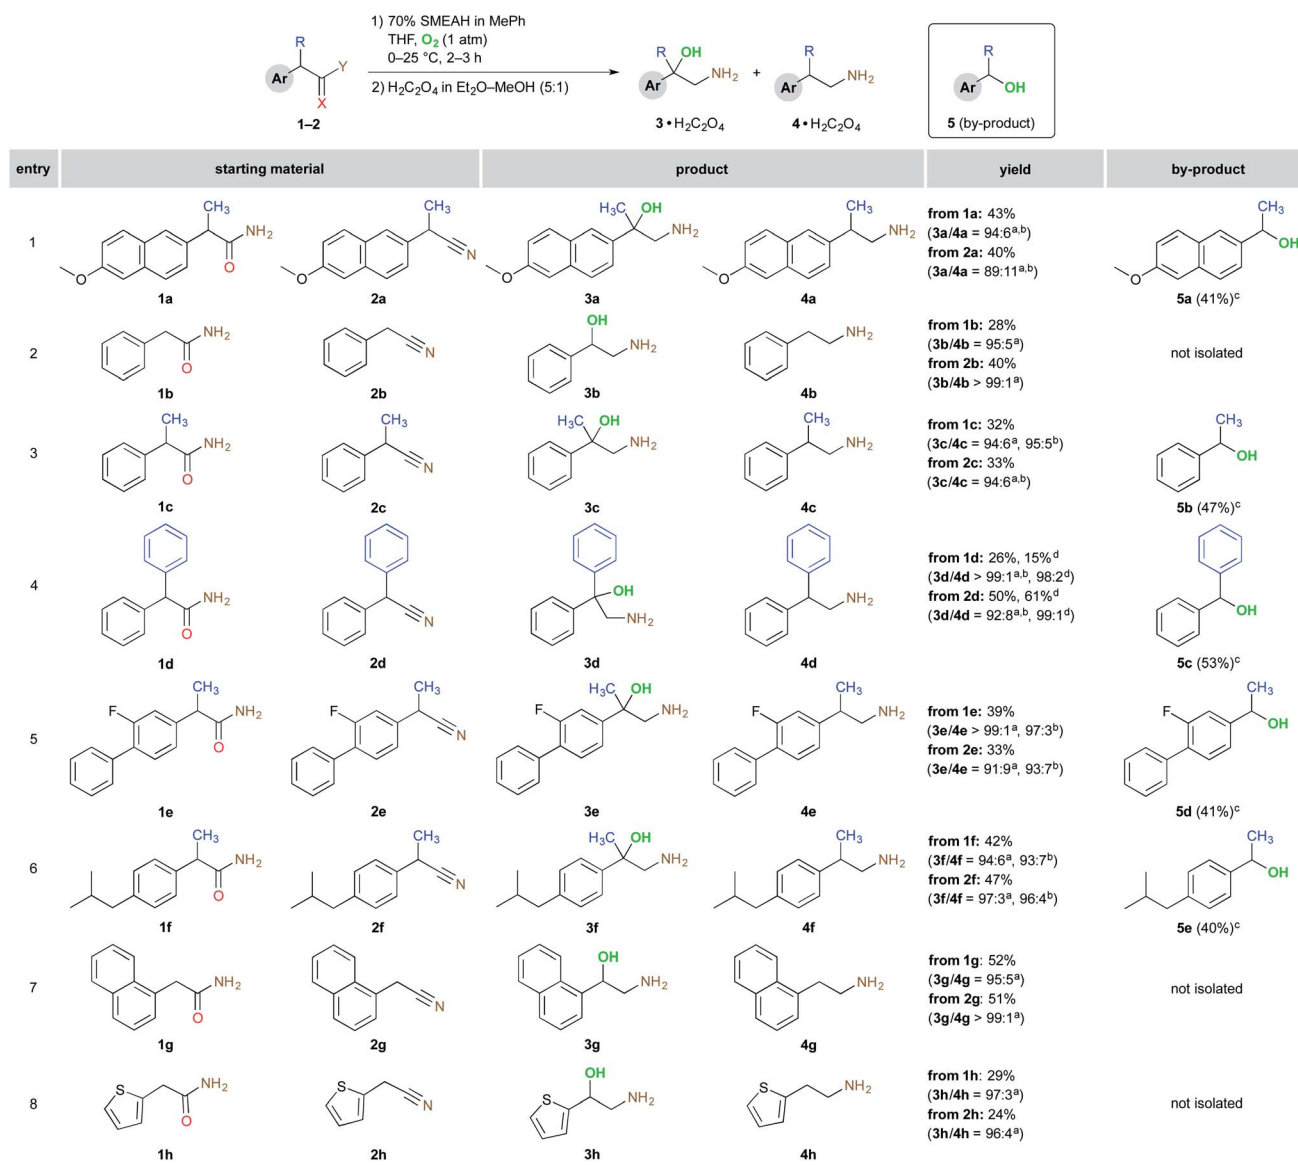 1) 70% SMEAH in MePh
THF, O₂ (1 atm)
0–25 °C, 2–3 h
2) H₂C₂O₄ in Et₂O–MeOH (5:1)
R
Y
Ar
X
1–2
R OH
NH₂
Ar
3 • H₂C₂O₄
+
R
NH₂
Ar
4 • H₂C₂O₄
R
Ar OH
5 (by-product)
entry starting material product yield by-product
1
CH₃ NH₂ O O
1a
CH₃ N O
2a
H₃C OH NH₂ O
3a
CH₃ NH₂ O
4a
from 1a: 43%
(3a/4a = 94:6ᵃ,ᵇ)
from 2a: 40%
(3a/4a = 89:11ᵃ,ᵇ)
CH₃ OH O
5a (41%)ᶜ
2
NH₂ O
1b
N
2b
OH NH₂
3b
NH₂
4b
from 1b: 28%
(3b/4b = 95:5ᵃ)
from 2b: 40%
(3b/4b > 99:1ᵃ)
not isolated
3
CH₃ NH₂ O
1c
CH₃ N
2c
H₃C OH NH₂
3c
CH₃ NH₂
4c
from 1c: 32%
(3c/4c = 94:6ᵃ, 95:5ᵇ)
from 2c: 33%
(3c/4c = 94:6ᵃ,ᵇ)
CH₃ OH
5b (47%)ᶜ
4
NH₂ O
1d
N
2d
OH NH₂
3d
NH₂
4d
from 1d: 26%, 15%ᵈ
(3d/4d > 99:1ᵃ,ᵇ, 98:2ᵈ)
from 2d: 50%, 61%ᵈ
(3d/4d = 92:8ᵃ,ᵇ, 99:1ᵈ)
OH
5c (53%)ᶜ
5
CH₃ F NH₂ O
1e
CH₃ F N
2e
H₃C OH F NH₂
3e
CH₃ F NH₂
4e
from 1e: 39%
(3e/4e > 99:1ᵃ, 97:3ᵇ)
from 2e: 33%
(3e/4e = 91:9ᵃ, 93:7ᵇ)
CH₃ F OH
5d (41%)ᶜ
6
CH₃ NH₂ O
1f
CH₃ N
2f
H₃C OH NH₂
3f
CH₃ NH₂
4f
from 1f: 42%
(3f/4f = 94:6ᵃ, 93:7ᵇ)
from 2f: 47%
(3f/4f = 97:3ᵃ, 96:4ᵇ)
CH₃ OH
5e (40%)ᶜ
7
NH₂ O
1g
N
2g
OH NH₂
3g
NH₂
4g
from 1g: 52%
(3g/4g = 95:5ᵃ)
from 2g: 51%
(3g/4g > 99:1ᵃ)
not isolated
8
S NH₂ O
1h
S N
2h
OH S NH₂
3h
S NH₂
4h
from 1h: 29%
(3h/4h = 97:3ᵃ)
from 2h: 24%
(3h/4h = 96:4ᵃ)
not isolated